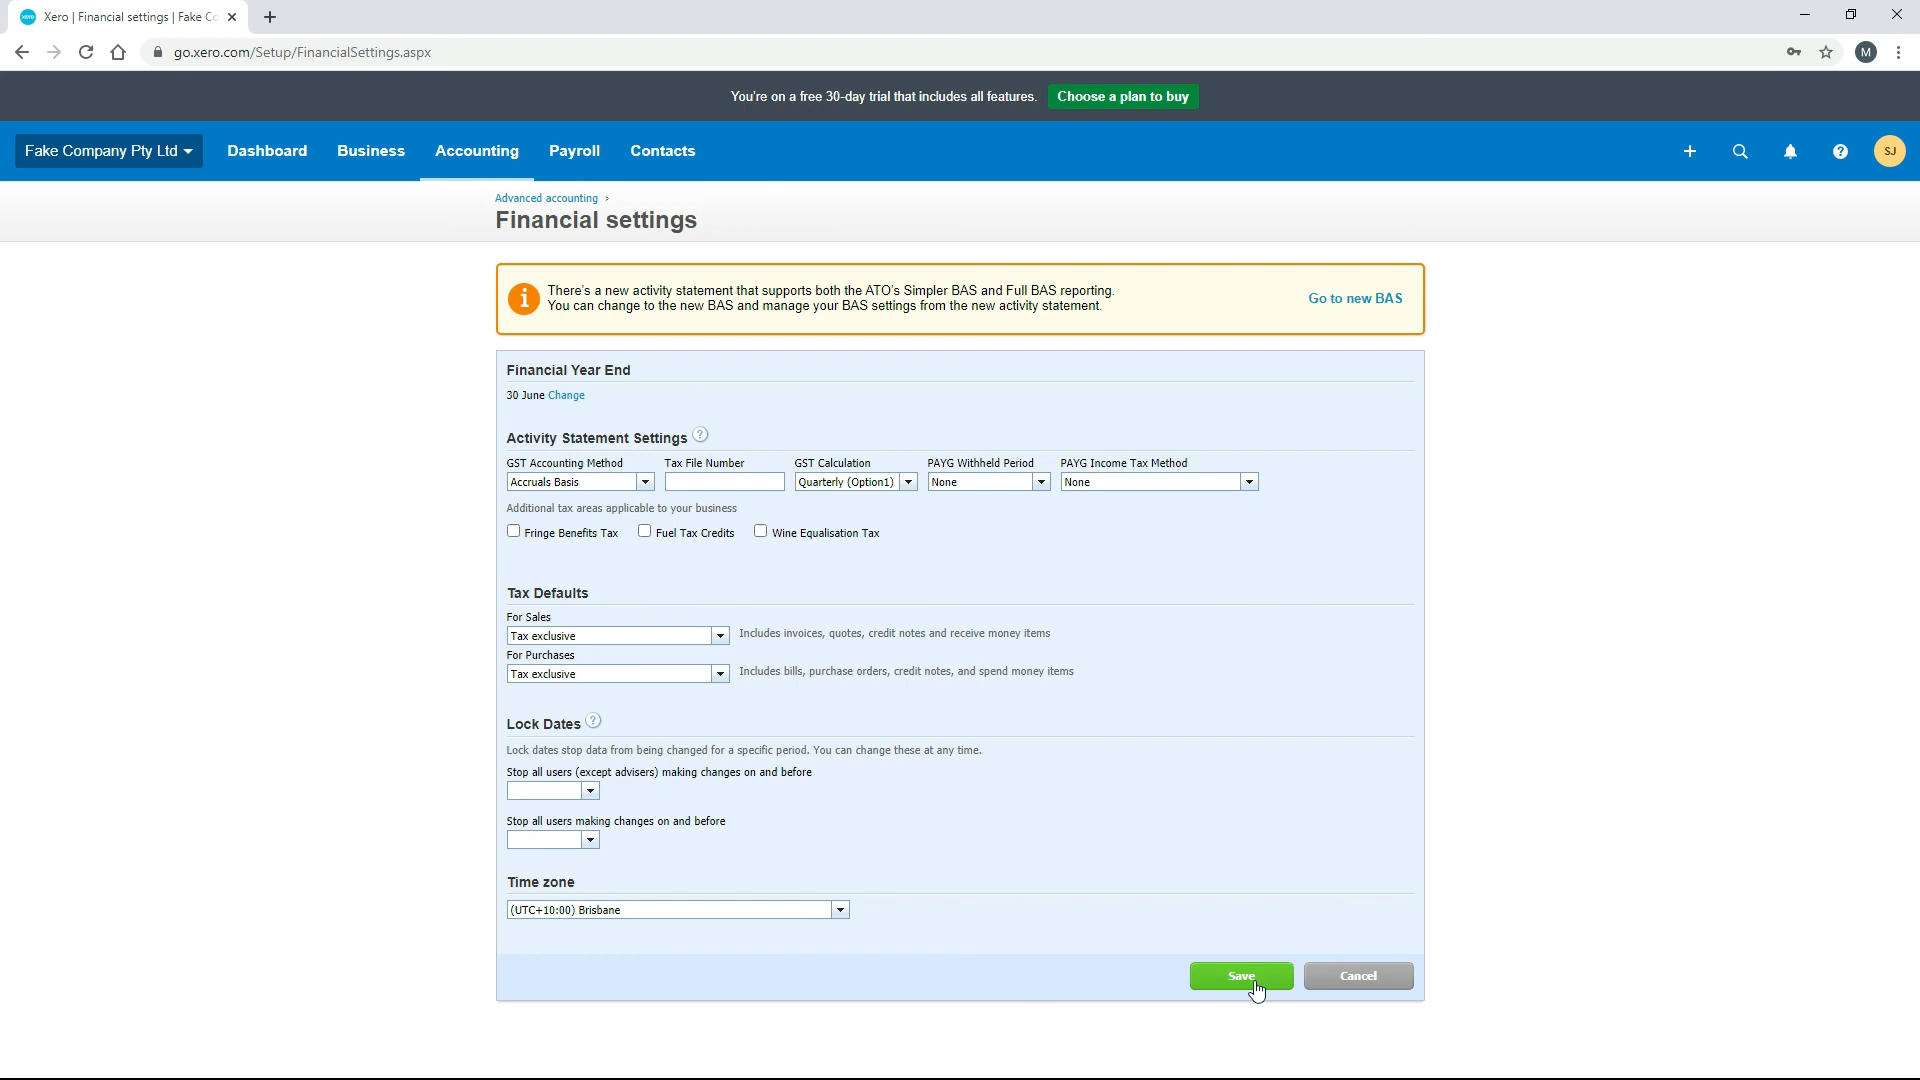 Xero | Financial settings | Fake Co
go.xero.com/Setup/FinancialSettings.aspx
M
You're on a free 30-day trial that includes all features.
Choose a plan to buy
Fake Company Pty Ltd
Dashboard
Business
Accounting
Payroll
Contacts
SJ
Advanced accounting ›
Financial settings
There's a new activity statement that supports both the ATO's Simpler BAS and Full BAS reporting.
You can change to the new BAS and manage your BAS settings from the new activity statement.
Go to new BAS
Financial Year End
30 June Change
Activity Statement Settings ?
GST Accounting Method
Tax File Number
GST Calculation
PAYG Withheld Period
PAYG Income Tax Method
Accruals Basis
Quarterly (Option1)
None
None
Additional tax areas applicable to your business
Fringe Benefits Tax
Fuel Tax Credits
Wine Equalisation Tax
Tax Defaults
For Sales
Tax exclusive
Includes invoices, quotes, credit notes and receive money items
For Purchases
Tax exclusive
Includes bills, purchase orders, credit notes, and spend money items
Lock Dates ?
Lock dates stop data from being changed for a specific period. You can change these at any time.
Stop all users (except advisers) making changes on and before
Stop all users making changes on and before
Time zone
(UTC+10:00) Brisbane
Save
Cancel